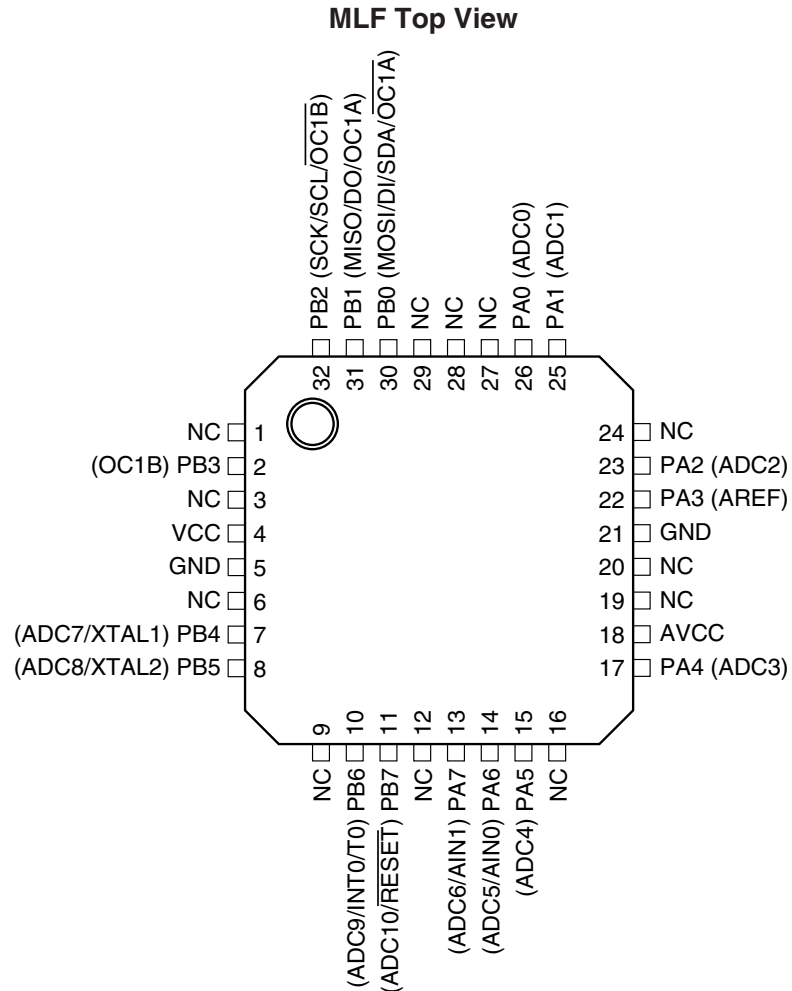 MLF Top View
PB2 (SCK/SCL/OC1B)
PB1 (MISO/DO/OC1A)
PB0 (MOSI/DI/SDA/OC1A)
NC
NC
NC
PA0 (ADC0)
PA1 (ADC1)
32
31
30
29
28
27
26
25
NC 1
(OC1B) PB3 2
NC 3
VCC 4
GND 5
NC 6
(ADC7/XTAL1) PB4 7
(ADC8/XTAL2) PB5 8
24 NC
23 PA2 (ADC2)
22 PA3 (AREF)
21 GND
20 NC
19 NC
18 AVCC
17 PA4 (ADC3)
9
10
11
12
13
14
15
16
NC
(ADC9/INT0/T0) PB6
(ADC10/RESET) PB7
NC
(ADC6/AIN1) PA7
(ADC5/AIN0) PA6
(ADC4) PA5
NC